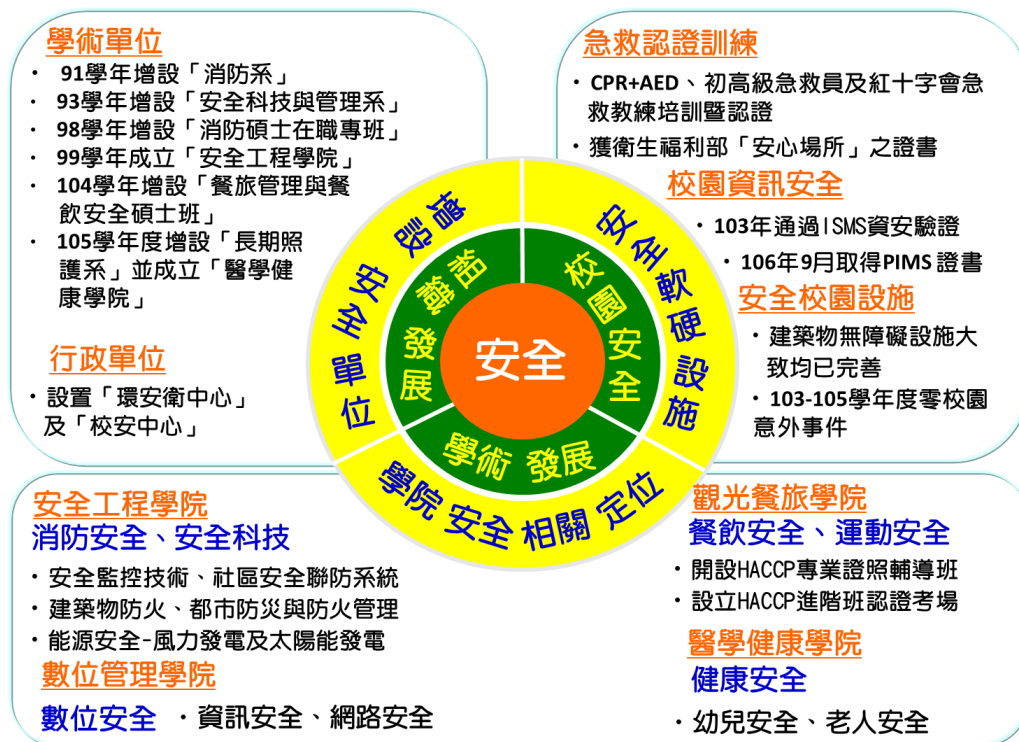 學術單位
· 91學年增設「消防系」
· 93學年增設「安全科技與管理系」
· 98學年增設「消防碩士在職專班」
· 99學年成立「安全工程學院」
· 104學年增設「餐旅管理與餐
飲安全碩士班」
· 105學年度增設「長期照
護系」並成立「醫學健
康學院」
行政單位
· 設置「環安衛中心」
及「校安中心」
急救認證訓練
· CPR+AED、初高級急救員及紅十字會急
救教練培訓暨認證
· 獲衛生福利部「安心場所」之證書
校園資訊安全
· 103年通過ISMS資安驗證
· 106年9月取得PIMS 證書
安全校園設施
· 建築物無障礙設施大
致均已完善
· 103-105學年度零校園
意外事件
增設安全單位
安全軟硬設施
學院安全相關定位
組織發展
校園安全
學術發展
安全
安全工程學院
消防安全、安全科技
· 安全監控技術、社區安全聯防系統
· 建築物防火、都市防災與防火管理
· 能源安全-風力發電及太陽能發電
數位管理學院
數位安全 · 資訊安全、網路安全
觀光餐旅學院
餐飲安全、運動安全
· 開設HACCP專業證照輔導班
· 設立HACCP進階班認證考場
醫學健康學院
健康安全
· 幼兒安全、老人安全